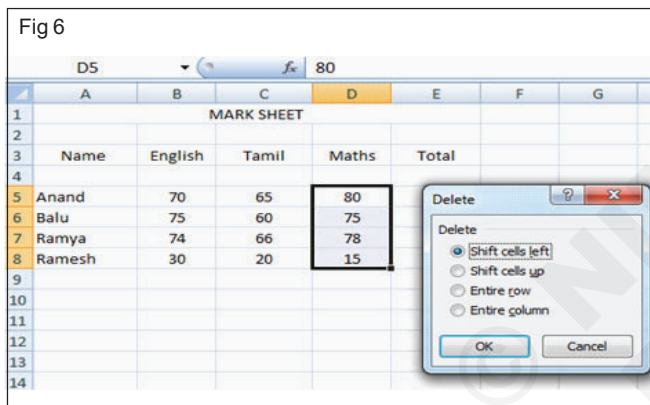 Fig 6
D5 fx 80
A B C D E F G
1 MARK SHEET
2
3 Name English Tamil Maths Total
4
5 Anand 70 65 80
6 Balu 75 60 75
7 Ramya 74 66 78
8 Ramesh 30 20 15
9
10
11
12
13
14
Delete ? X
Delete
Shift cells left
Shift cells up
Entire row
Entire column
OK Cancel
© N